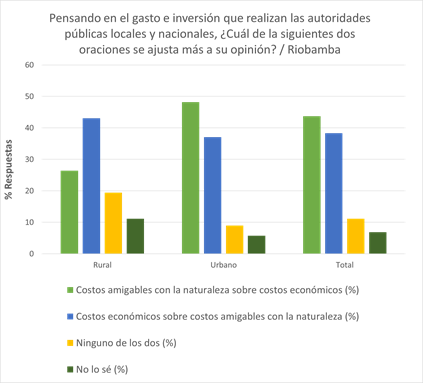 Pensando en el gasto e inversión que realizan las autoridades
públicas locales y nacionales, ¿Cuál de la siguientes dos
oraciones se ajusta más a su opinión? / Riobamba
% Respuestas
60
50
40
30
20
10
0
Rural
Urbano
Total
Costos amigables con la naturaleza sobre costos económicos (%)
Costos económicos sobre costos amigables con la naturaleza (%)
Ninguno de los dos (%)
No lo sé (%)